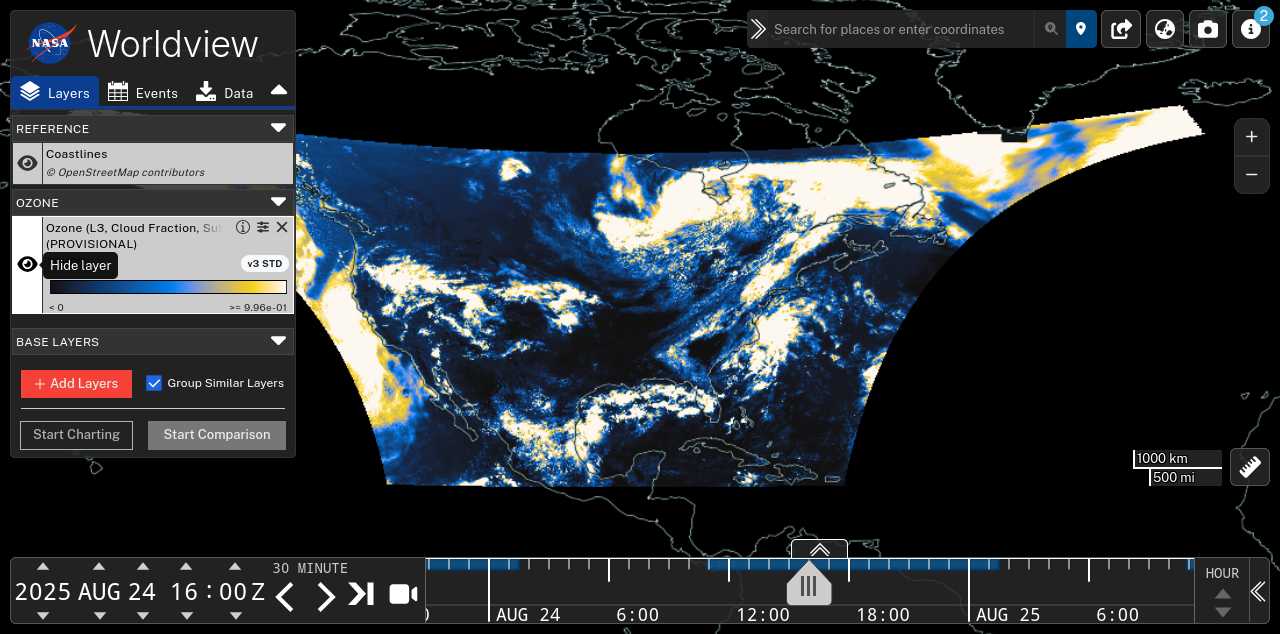 NASA
Worldview
Layers
Events
Data
REFERENCE
Coastlines
© OpenStreetMap contributors
OZONE
Ozone (L3, Cloud Fraction, Su
(PROVISIONAL)
Hide layer
v3 STD
< 0
>= 9.96e-01
BASE LAYERS
+ Add Layers
Group Similar Layers
Start Charting
Start Comparison
Search for places or enter coordinates
2
1000 km
500 mi
2025 AUG 24 16 : 00 Z
30 MINUTE
AUG 24
6:00
12:00
18:00
AUG 25
6:00
HOUR